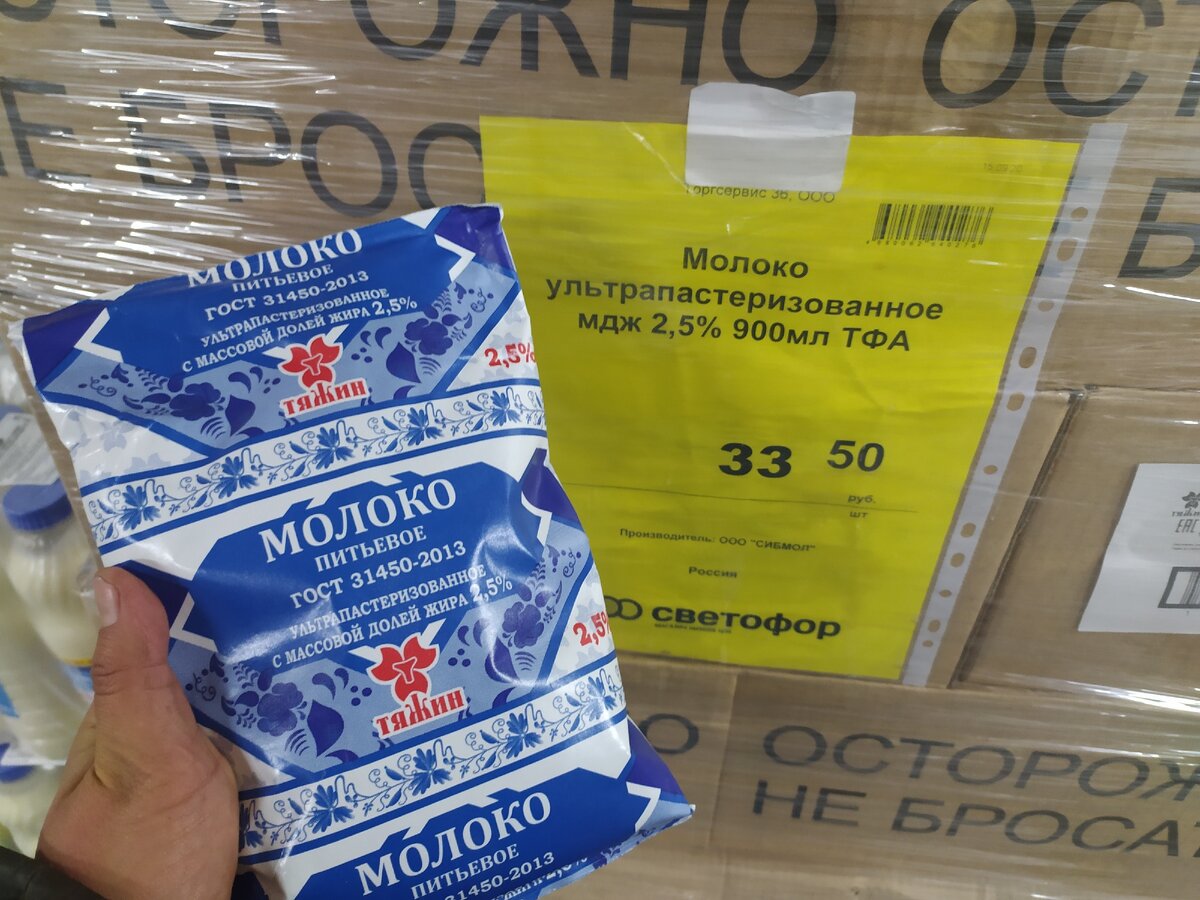 ОСТОРОЖНО
ОСТ
НЕ БРОС
Торгсервис 36, ООО
Молоко
ультрапастеризованное
мдж 2,5% 900мл ТФА
33 50
руб.
шт
Производитель: ООО "СИБМОЛ"
Россия
светофор
МОЛОКО
ПИТЬЕВОЕ
ГОСТ 31450-2013
УЛЬТРАПАСТЕРИЗОВАННОЕ
С МАССОВОЙ ДОЛЕЙ ЖИРА 2,5%
2,5%
тяжин
МОЛОКО
ПИТЬЕВОЕ
ГОСТ 31450-2013
УЛЬТРАПАСТЕРИЗОВАННОЕ
С МАССОВОЙ ДОЛЕЙ ЖИРА 2,5%
2,5%
тяжин
МОЛОКО
ПИТЬЕВОЕ
31450-2013
ОСТОРОЖ
НЕ БРОСАТ